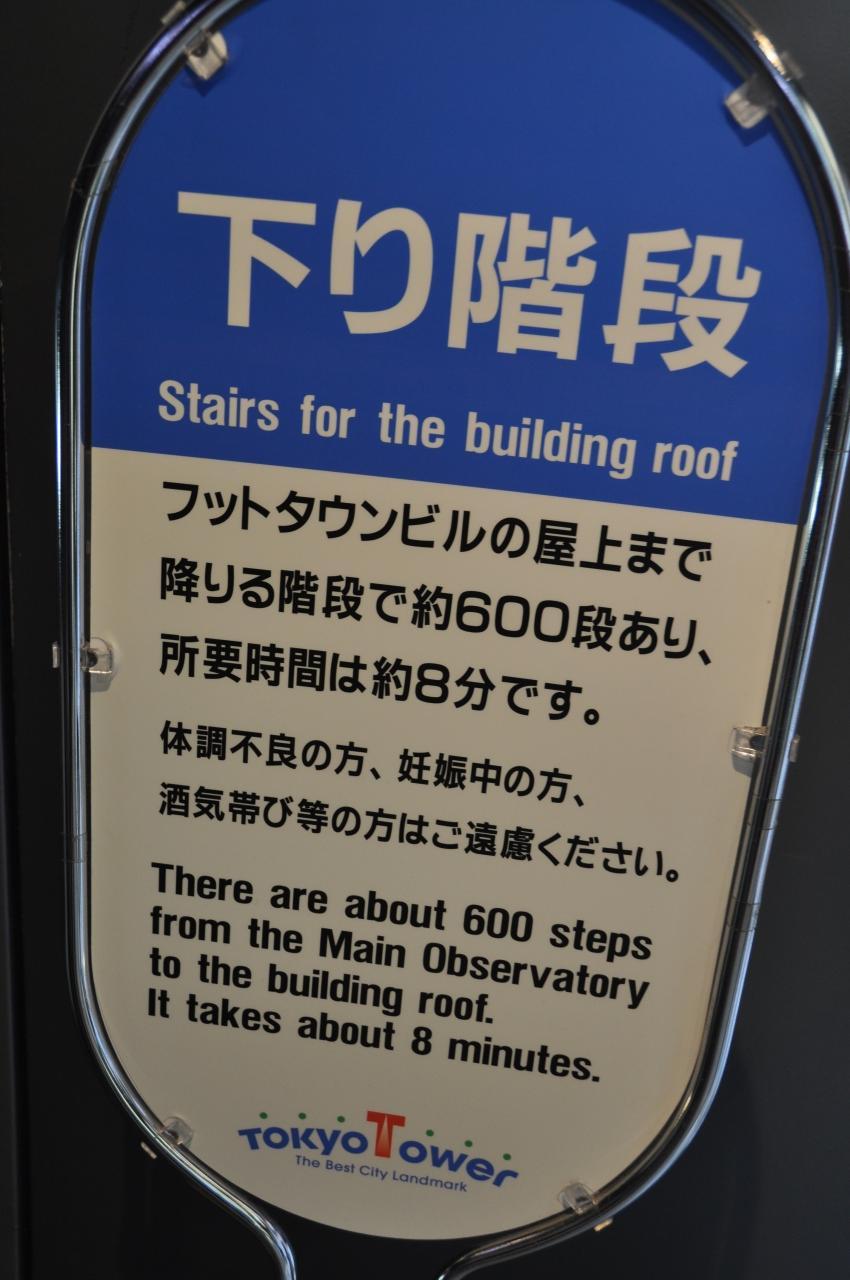 下り階段
Stairs for the building roof
フットタウンビルの屋上まで
降りる階段で約600段あり、
所要時間は約8分です。
体調不良の方、妊娠中の方、
酒気帯び等の方はご遠慮ください。
There are about 600 steps
from the Main Observatory
to the building roof.
It takes about 8 minutes.
TOKYO TOWER
The Best City Landmark